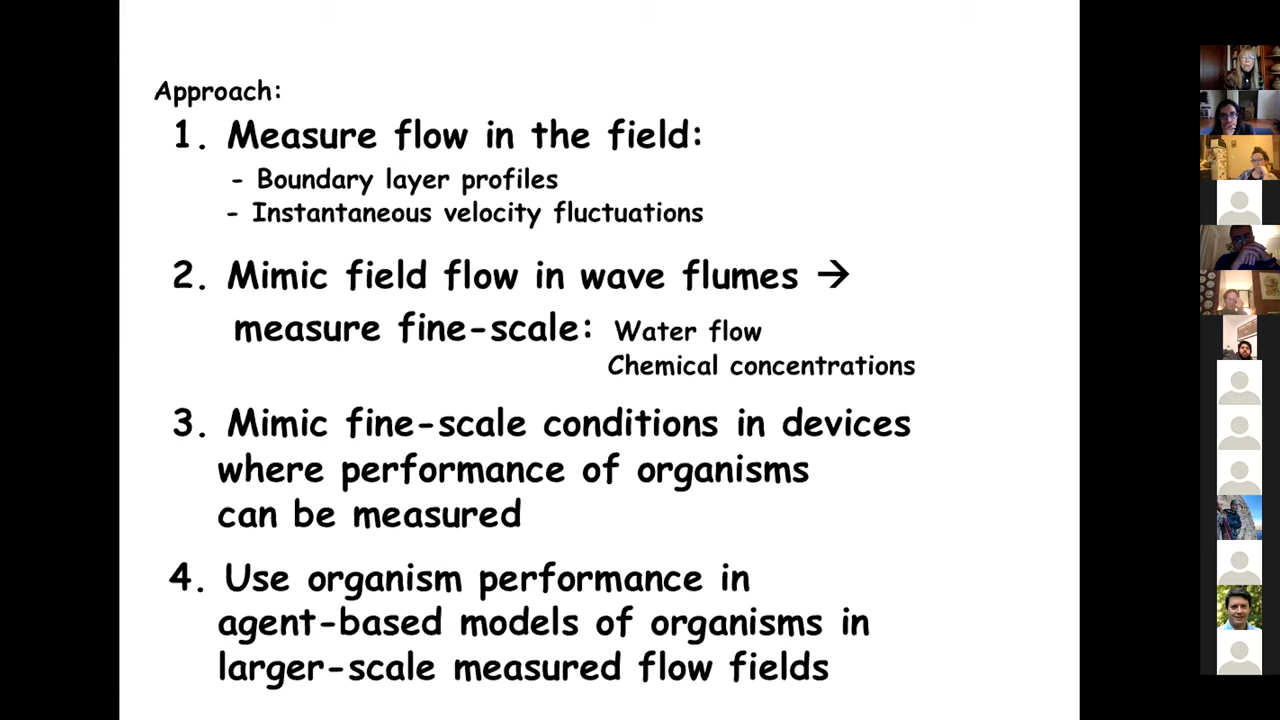 Approach:
1. Measure flow in the field:
- Boundary layer profiles
- Instantaneous velocity fluctuations
2. Mimic field flow in wave flumes →
measure fine-scale: Water flow
Chemical concentrations
3. Mimic fine-scale conditions in devices
where performance of organisms
can be measured
4. Use organism performance in
agent-based models of organisms in
larger-scale measured flow fields